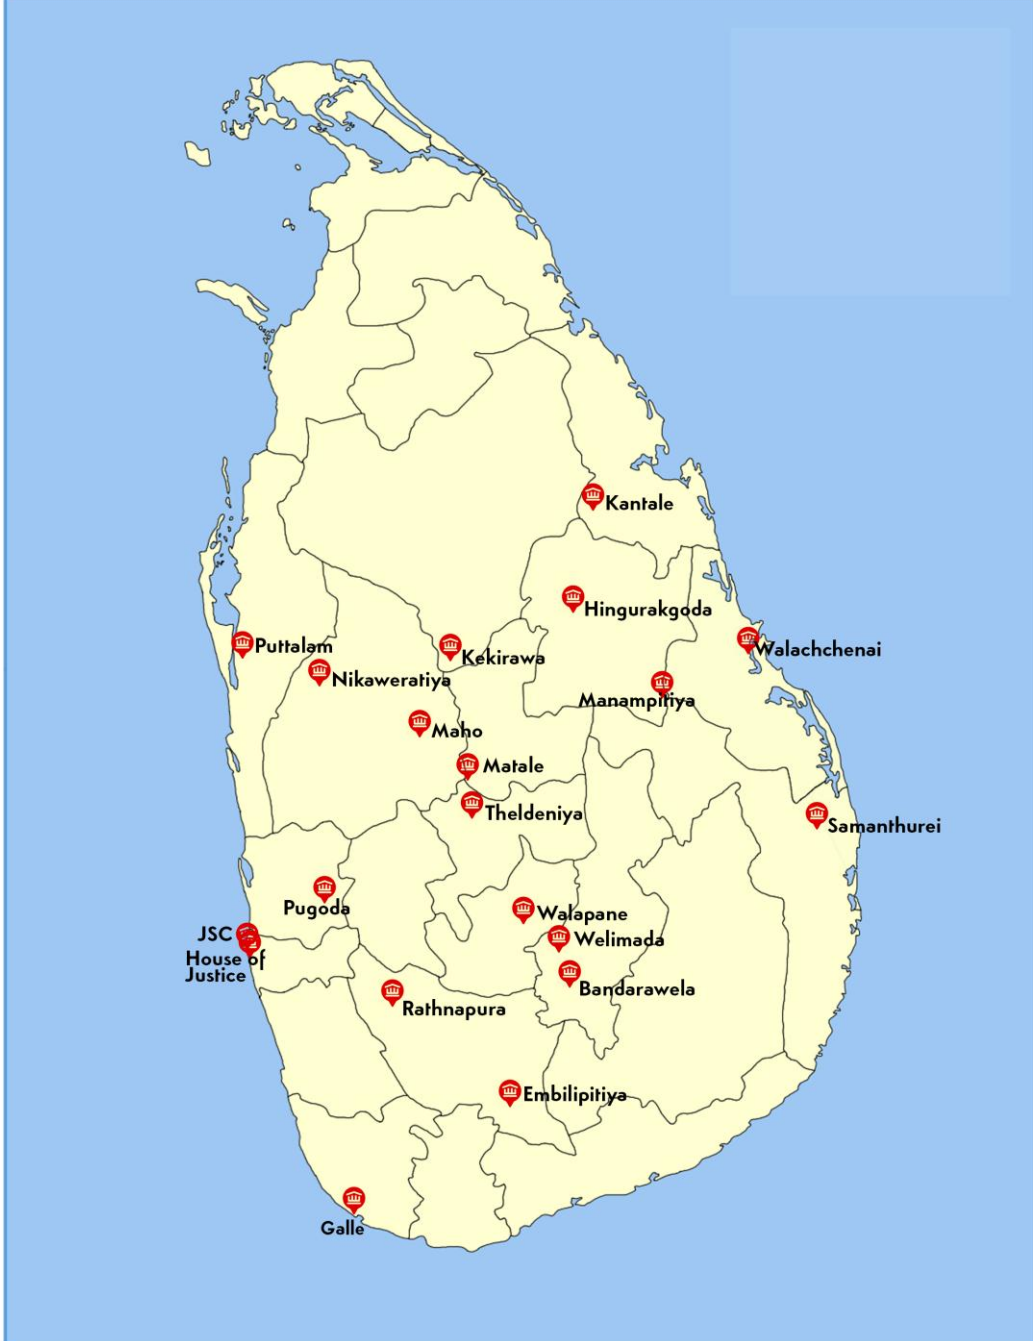 Kantale
Hingurakgoda
Walachchenai
Puttalam
Kekirawa
Nikaweratiya
Manampitiya
Maho
Matale
Theldeniya
Samanthurei
Pugoda
Walapane
JSC
Welimada
House of
Justice
Bandarawela
Rathnapura
Embilipitiya
Galle